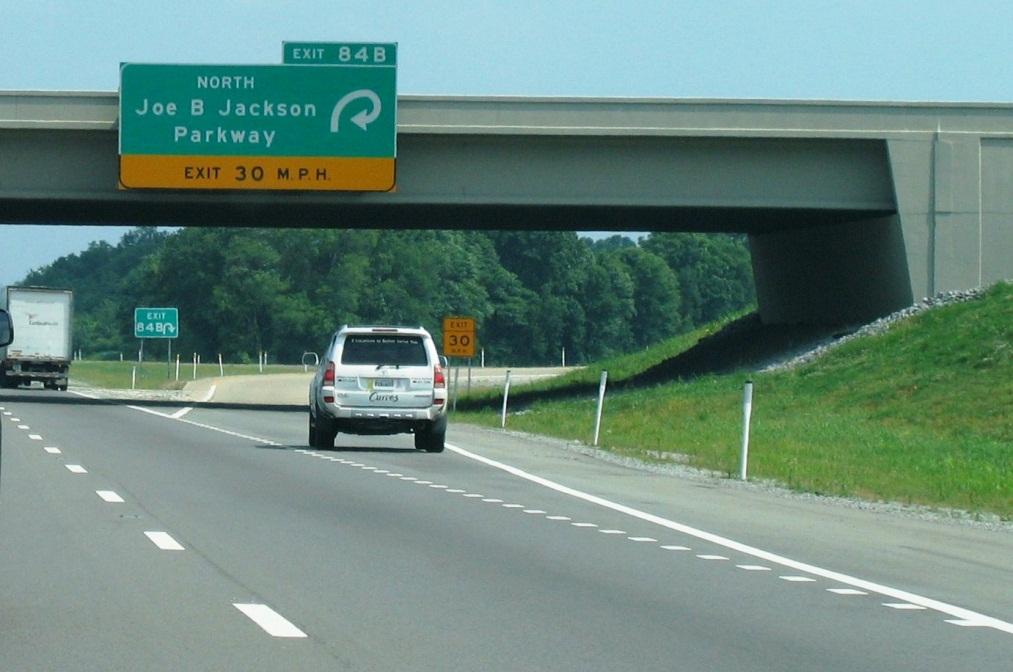 EXIT 84B
NORTH
Joe B Jackson
Parkway
EXIT 30 M.P.H.
EXIT
84B
EXIT
30
M.P.H.
Curves